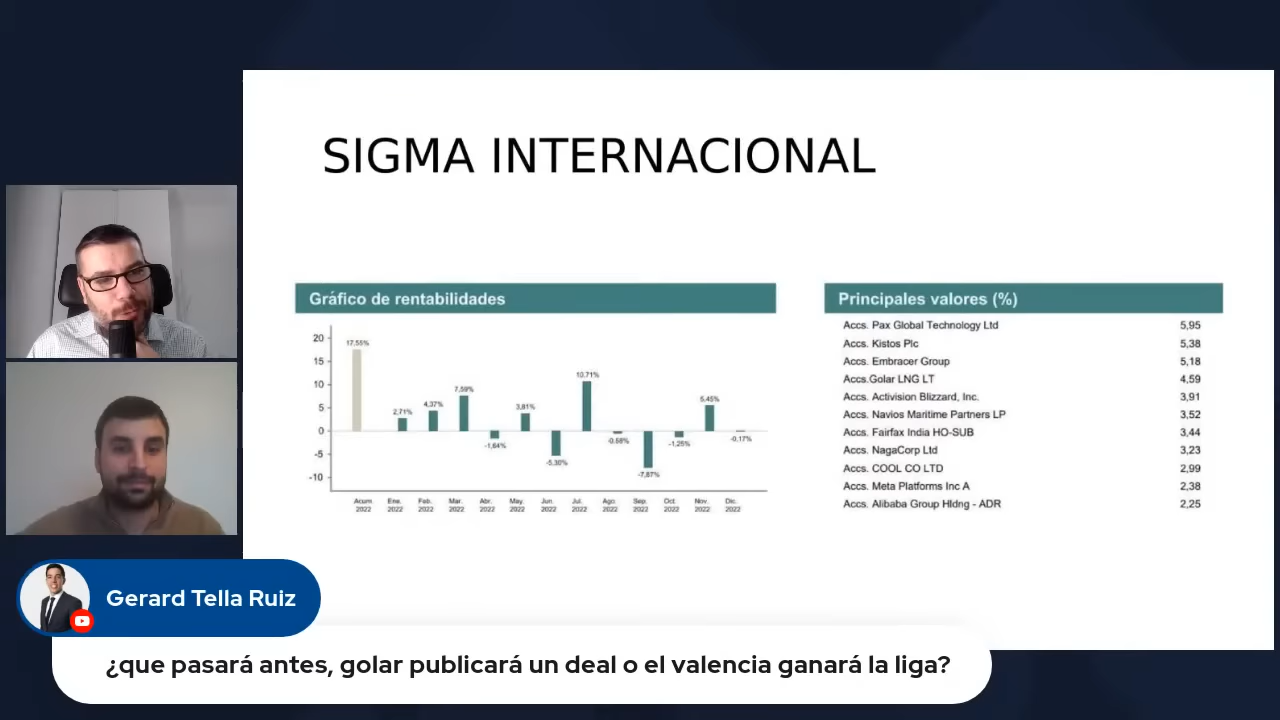 SIGMA INTERNACIONAL
Gráfico de rentabilidades
20
15
10
5
0
-5
-10
17,55%
2,71%
4,37%
7,59%
-1,64%
3,81%
-5,30%
10,71%
-0,58%
-7,87%
-1,25%
5,45%
-0,17%
Acum. Ene. Feb. Mar. Abr. May. Jun. Jul. Ago. Sep. Oct. Nov. Dic.
2022 2022 2022 2022 2022 2022 2022 2022 2022 2022 2022 2022 2022
Principales valores (%)
Accs. Pax Global Technology Ltd 5,95
Accs. Kistos Plc 5,38
Accs. Embracer Group 5,18
Accs.Golar LNG LT 4,59
Accs. Activision Blizzard, Inc. 3,91
Accs. Navios Maritime Partners LP 3,52
Accs. Fairfax India HO-SUB 3,44
Accs. NagaCorp Ltd 3,23
Accs. COOL CO LTD 2,99
Accs. Meta Platforms Inc A 2,38
Accs. Alibaba Group Hldng - ADR 2,25
Gerard Tella Ruiz
¿que pasará antes, golar publicará un deal o el valencia ganará la liga?